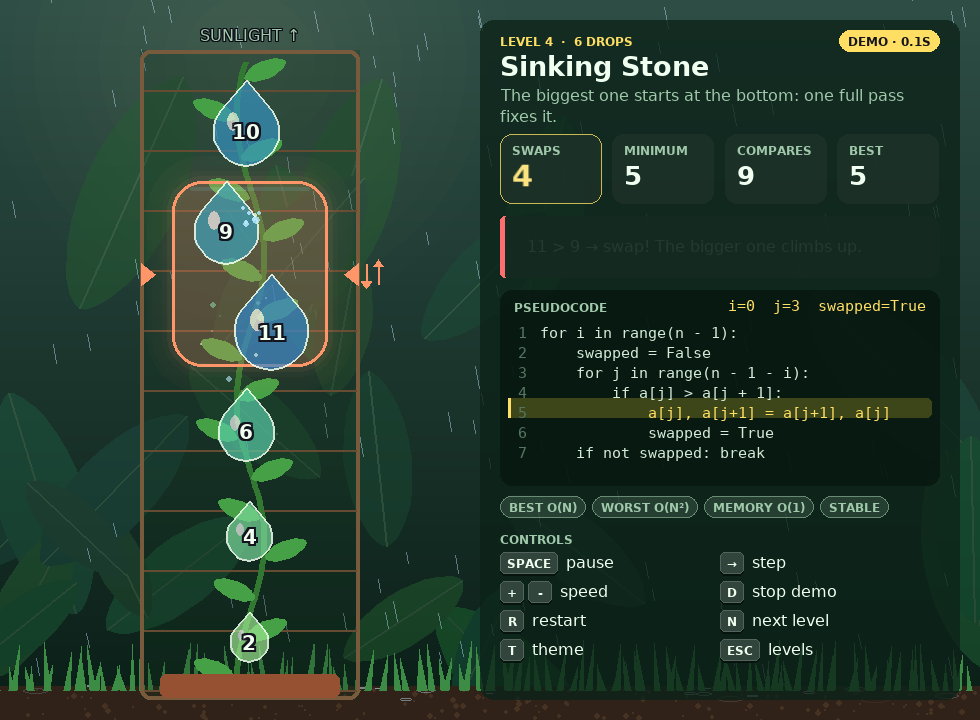 SUNLIGHT ↑
10
9
11
6
4
2
LEVEL 4 · 6 DROPS
DEMO · 0.1S
Sinking Stone
The biggest one starts at the bottom: one full pass
fixes it.
SWAPS MINIMUM COMPARES BEST
4 5 9 5
11 > 9 → swap! The bigger one climbs up.
PSEUDOCODE i=0 j=3 swapped=True
1 for i in range(n - 1):
2 swapped = False
3 for j in range(n - 1 - i):
4 if a[j] > a[j + 1]:
5 a[j], a[j+1] = a[j+1], a[j]
6 swapped = True
7 if not swapped: break
BEST O(N) WORST O(N²) MEMORY O(1) STABLE
CONTROLS
SPACE pause → step
+ - speed D stop demo
R restart N next level
T theme ESC levels